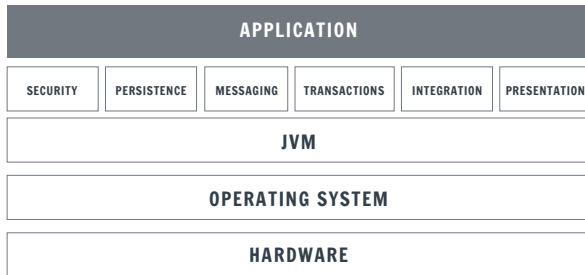 APPLICATION
SECURITY PERSISTENCE MESSAGING TRANSACTIONS INTEGRATION PRESENTATION
JVM
OPERATING SYSTEM
HARDWARE